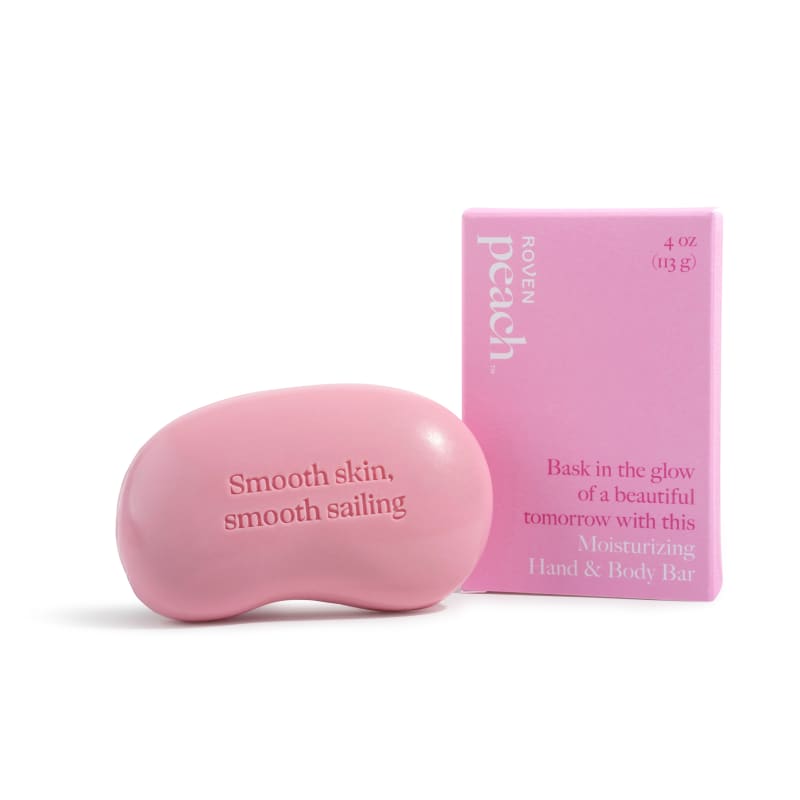 Smooth skin,
smooth sailing
ROVEN
peach™
4 oz
(113 g)
Bask in the glow
of a beautiful
tomorrow with this
Moisturizing
Hand & Body Bar